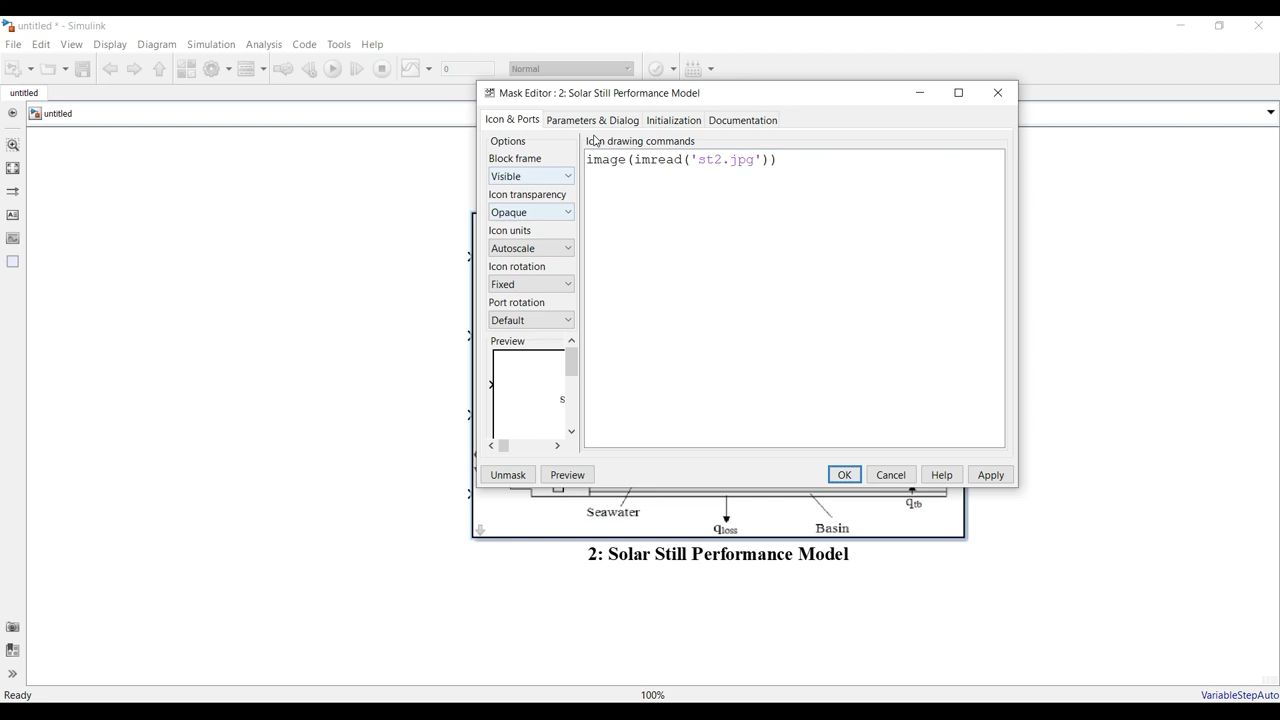 untitled * - Simulink
File Edit View Display Diagram Simulation Analysis Code Tools Help
0 Normal
untitled
untitled
Mask Editor : 2: Solar Still Performance Model
Icon & Ports Parameters & Dialog Initialization Documentation
Options
Block frame
Visible
Icon transparency
Opaque
Icon units
Autoscale
Icon rotation
Fixed
Port rotation
Default
Preview
s
Icon drawing commands
image(imread('st2.jpg'))
Unmask Preview OK Cancel Help Apply
Seawater
qloss
Basin
qtb
2: Solar Still Performance Model
Ready 100% VariableStepAuto